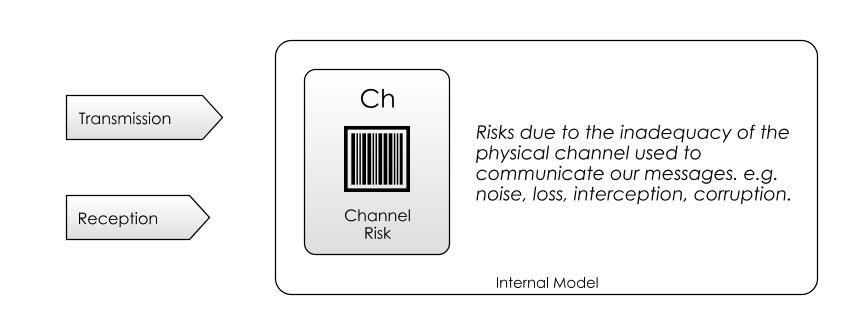 Transmission
Reception
Ch
Channel
Risk
Risks due to the inadequacy of the
physical channel used to
communicate our messages. e.g.
noise, loss, interception, corruption.
Internal Model